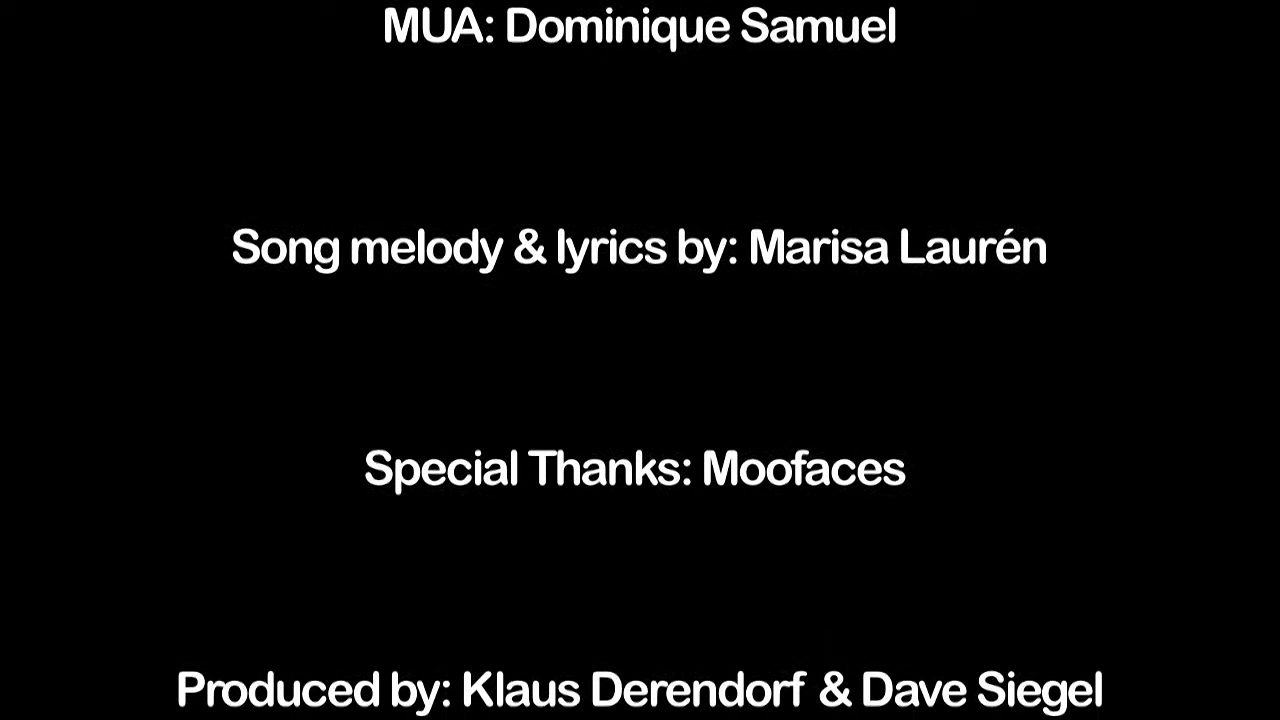 MUA: Dominique Samuel
Song melody & lyrics by: Marisa Laurén
Special Thanks: Moofaces
Produced by: Klaus Derendorf & Dave Siegel